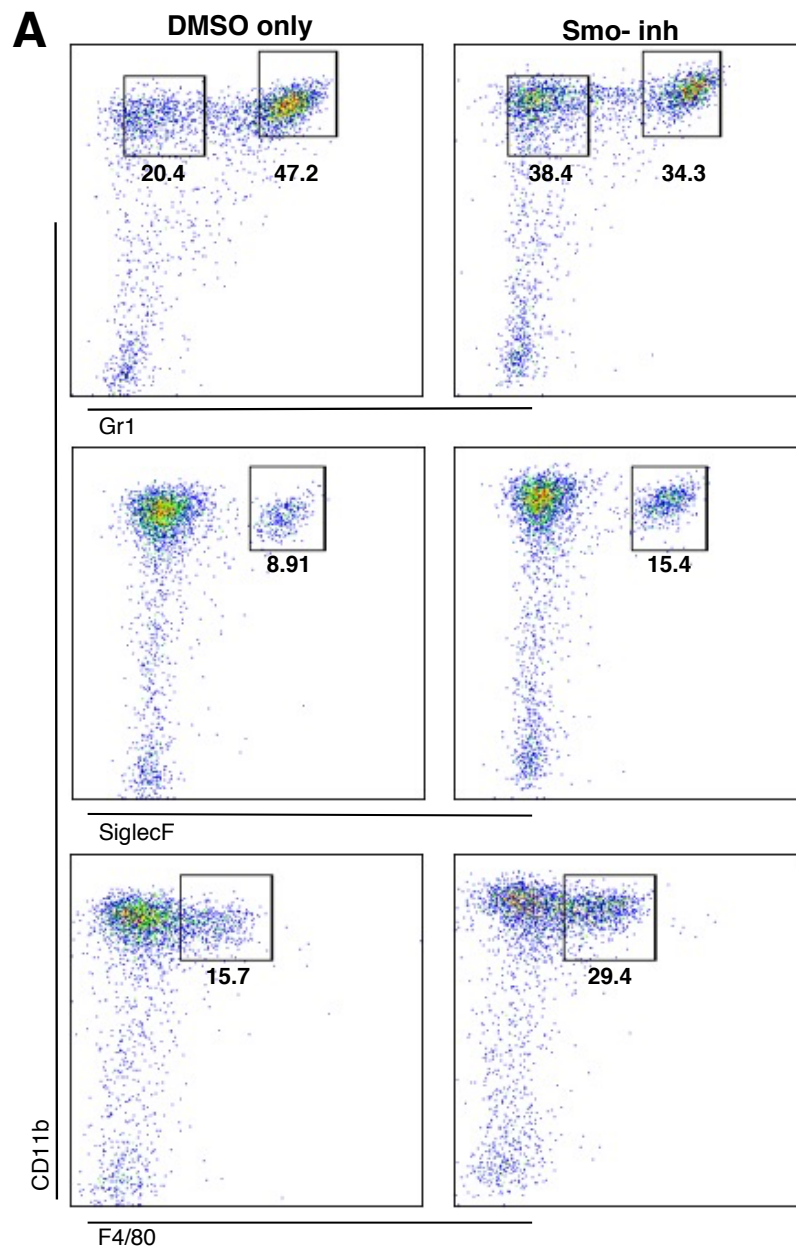 A
DMSO only
Smo- inh
20.4
47.2
38.4
34.3
Gr1
8.91
15.4
SiglecF
15.7
29.4
CD11b
F4/80